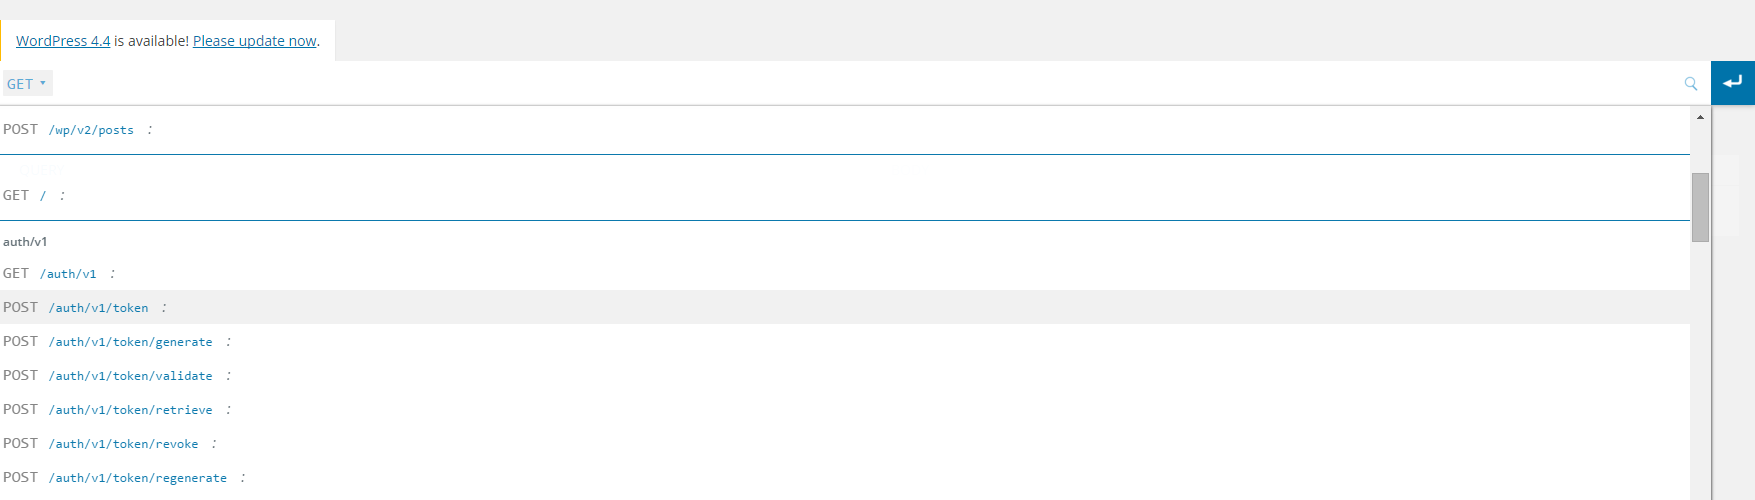 WordPress 4.4 is available! Please update now.
GET
POST /wp/v2/posts :
GET / :
auth/v1
GET /auth/v1 :
POST /auth/v1/token :
POST /auth/v1/token/generate :
POST /auth/v1/token/validate :
POST /auth/v1/token/retrieve :
POST /auth/v1/token/revoke :
POST /auth/v1/token/regenerate :